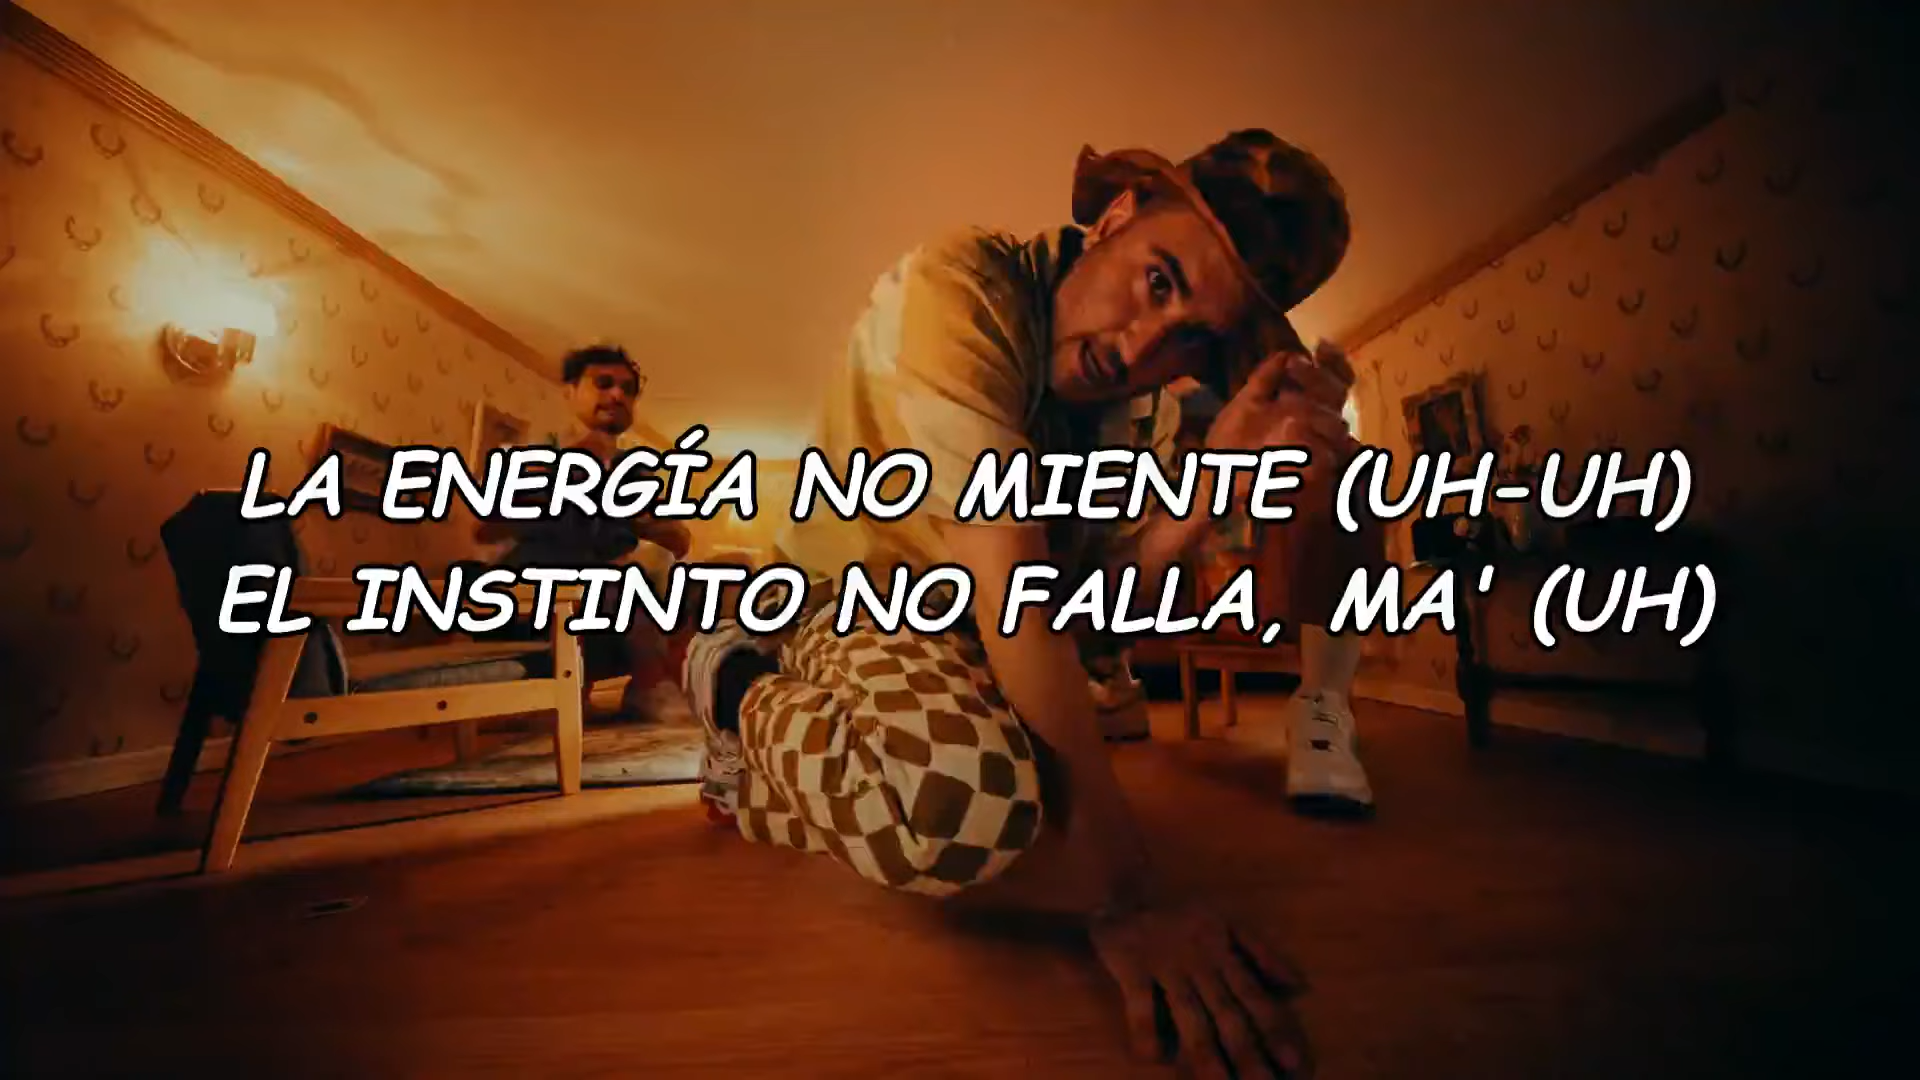 LA ENERGÍA NO MIENTE (UH-UH)
EL INSTINTO NO FALLA, MA' (UH)